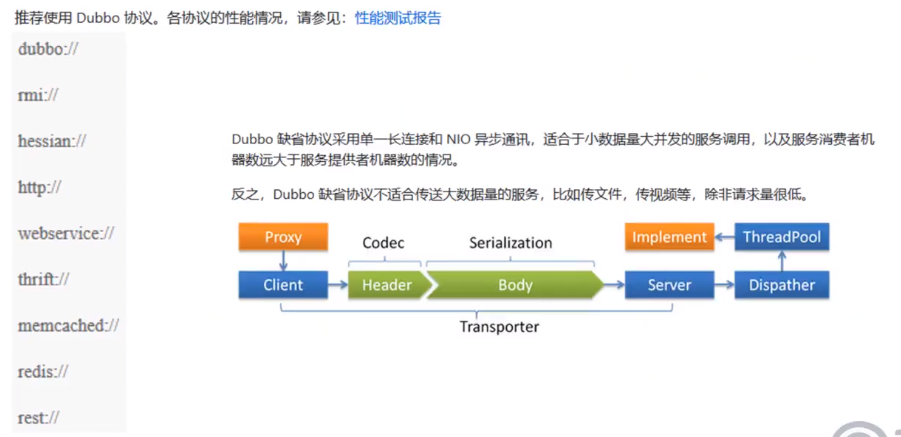 推荐使用 Dubbo 协议。各协议的性能情况，请参见：性能测试报告
dubbo://
rmi://
hessian://
http://
webservice://
thrift://
memcached://
redis://
rest://
Dubbo 缺省协议采用单一长连接和 NIO 异步通讯，适合于小数据量大并发的服务调用，以及服务消费者机
器数远大于服务提供者机器数的情况。
反之，Dubbo 缺省协议不适合传送大数据量的服务，比如传文件，传视频等，除非请求量很低。
Proxy
Codec
Serialization
Implement
ThreadPool
Client
Header
Body
Server
Dispather
Transporter